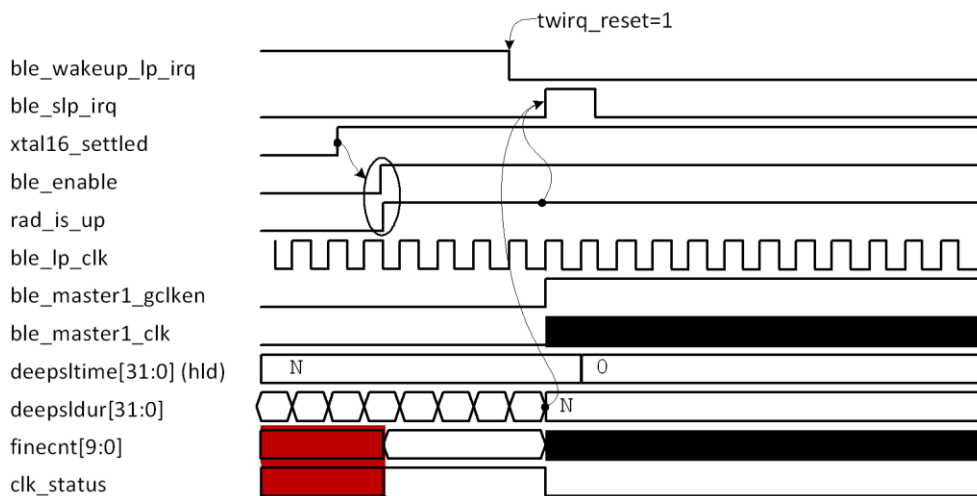 twirq_reset=1
ble_wakeup_lp_irq
ble_slp_irq
xtal16_settled
ble_enable
rad_is_up
ble_lp_clk
ble_master1_gclken
ble_master1_clk
deepsltime[31:0] (hld) N 0
deepsldur[31:0] N
finecnt[9:0]
clk_status